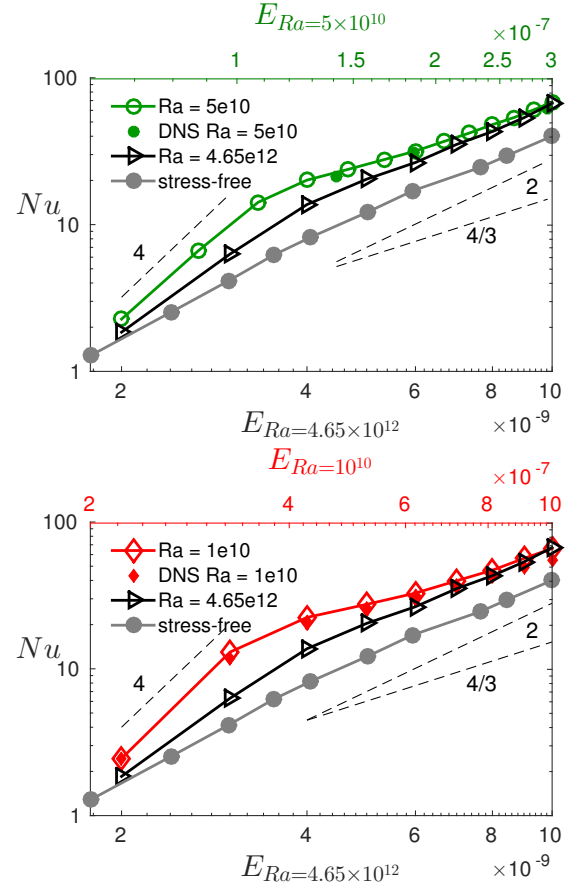 E_{Ra=5×10^{10}}
×10^{-7}
1 1.5 2 2.5 3
100
Ra = 5e10
DNS Ra = 5e10
Ra = 4.65e12
stress-free
Nu
10
4
2
4/3
1
2 4 6 8 10
E_{Ra=4.65×10^{12}}
×10^{-9}
E_{Ra=10^{10}}
×10^{-7}
2 4 6 8 10
100
Ra = 1e10
DNS Ra = 1e10
Ra = 4.65e12
stress-free
Nu
10
4
2
4/3
1
2 4 6 8 10
E_{Ra=4.65×10^{12}}
×10^{-9}